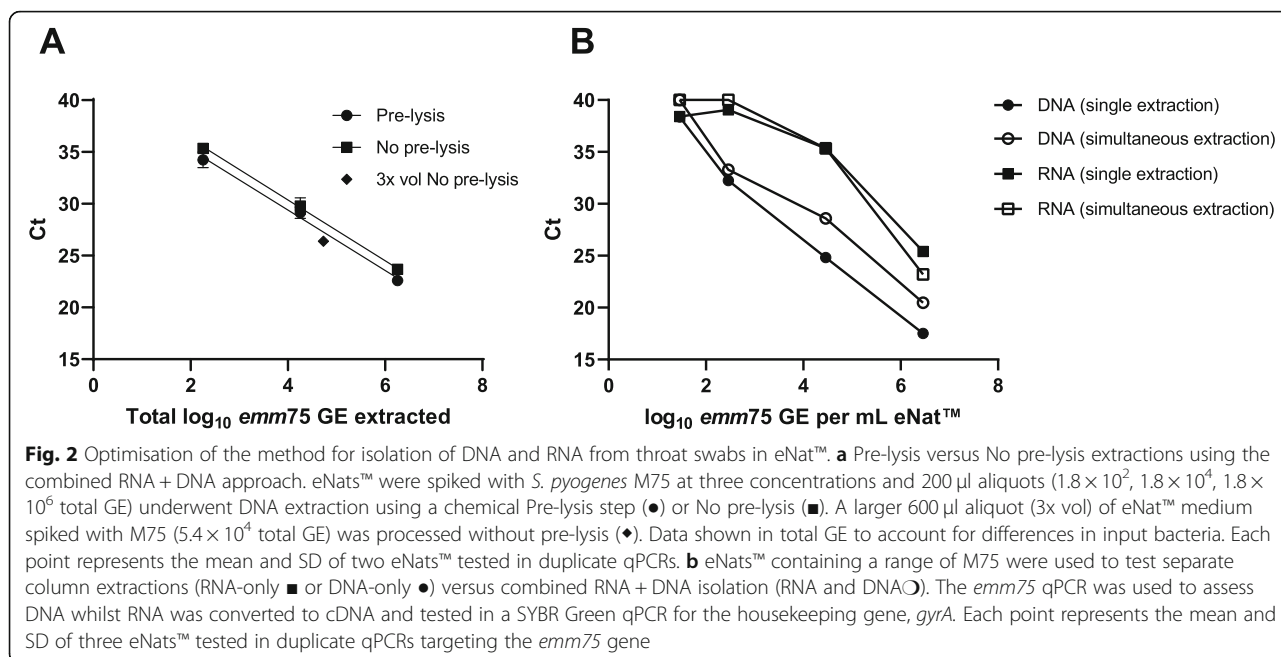 A
B
40
35
30
25
20
15
Ct
0
2
4
6
8
Total log₁₀ emm75 GE extracted
Pre-lysis
No pre-lysis
3x vol No pre-lysis
40
35
30
25
20
15
Ct
0
2
4
6
8
log₁₀ emm75 GE per mL eNat™
DNA (single extraction)
DNA (simultaneous extraction)
RNA (single extraction)
RNA (simultaneous extraction)
Fig. 2 Optimisation of the method for isolation of DNA and RNA from throat swabs in eNat™. a Pre-lysis versus No pre-lysis extractions using the
combined RNA + DNA approach. eNats™ were spiked with S. pyogenes M75 at three concentrations and 200 μl aliquots (1.8 × 10², 1.8 × 10⁴, 1.8 ×
10⁶ total GE) underwent DNA extraction using a chemical Pre-lysis step (●) or No pre-lysis (■). A larger 600 μl aliquot (3x vol) of eNat™ medium
spiked with M75 (5.4 × 10⁴ total GE) was processed without pre-lysis (◆). Data shown in total GE to account for differences in input bacteria. Each
point represents the mean and SD of two eNats™ tested in duplicate qPCRs. b eNats™ containing a range of M75 were used to test separate
column extractions (RNA-only ■ or DNA-only ●) versus combined RNA + DNA isolation (RNA and DNA❍). The emm75 qPCR was used to assess
DNA whilst RNA was converted to cDNA and tested in a SYBR Green qPCR for the housekeeping gene, gyrA. Each point represents the mean and
SD of three eNats™ tested in duplicate qPCRs targeting the emm75 gene